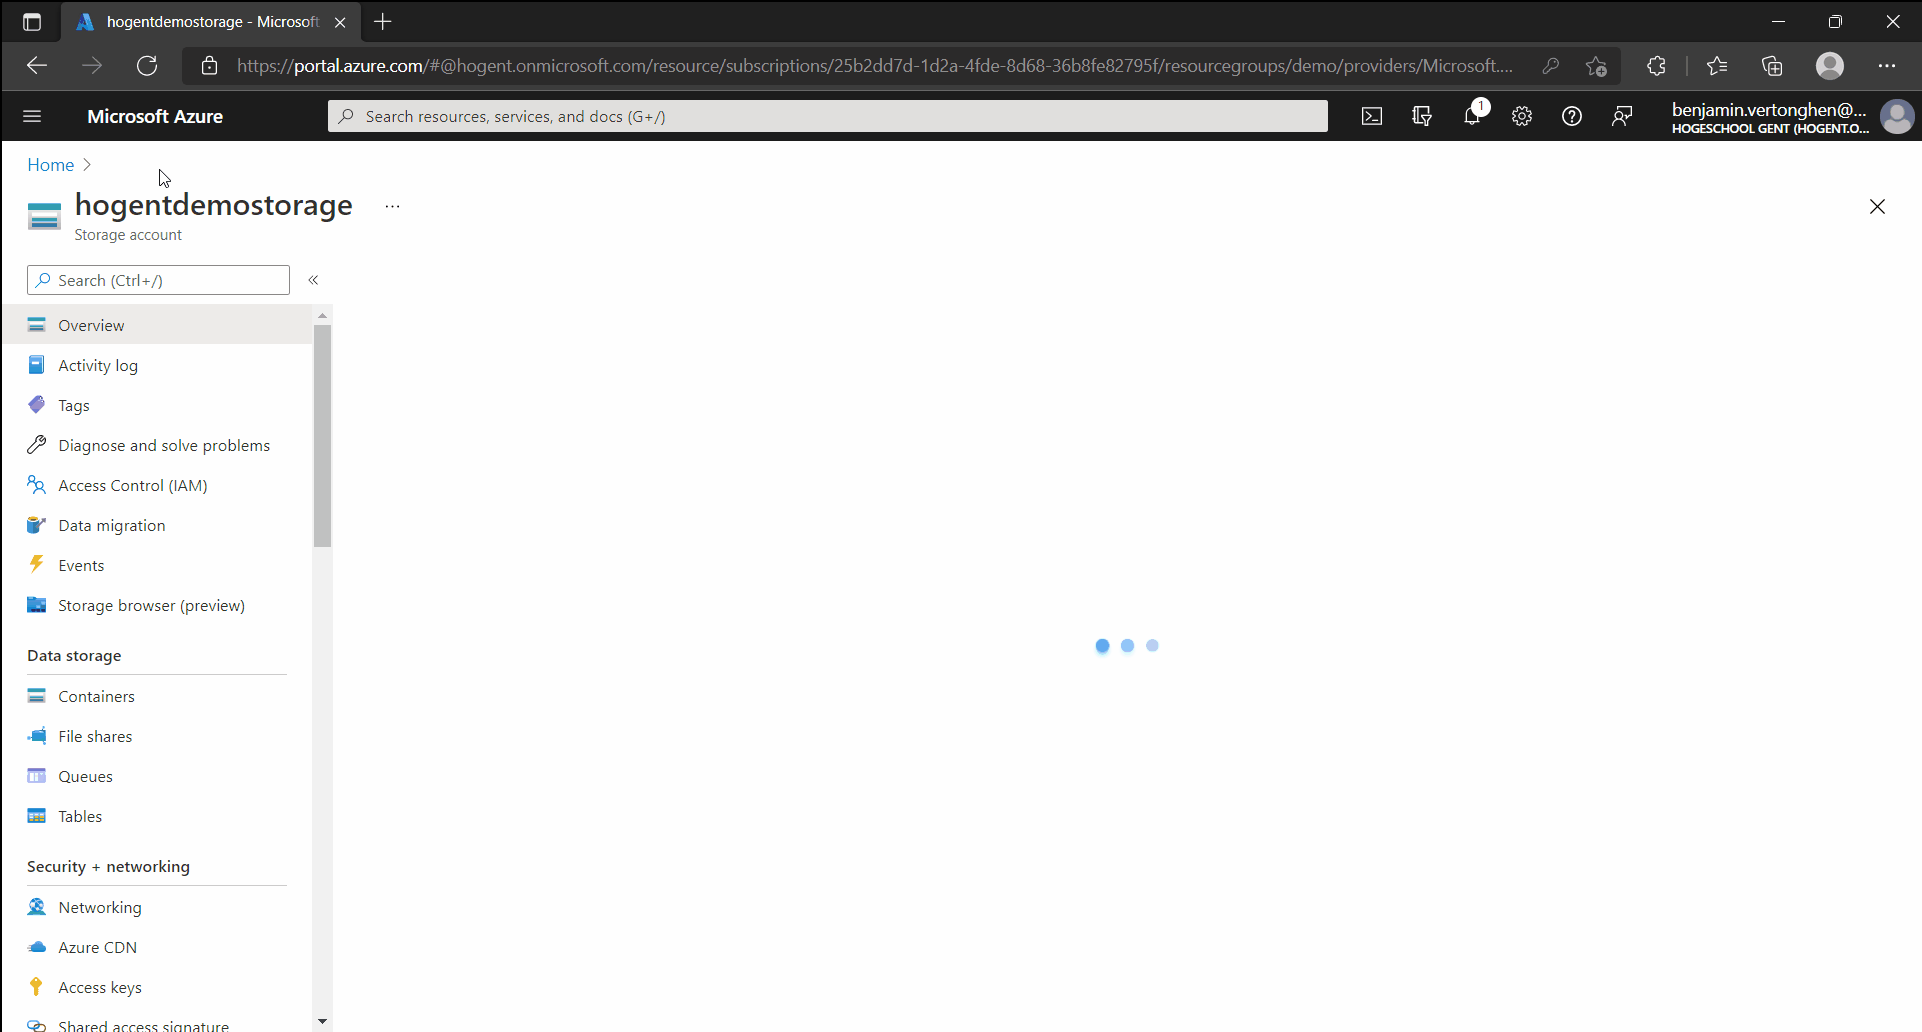 hogentdemostorage - Microsoft
https://portal.azure.com/#@hogent.onmicrosoft.com/resource/subscriptions/25b2dd7d-1d2a-4fde-8d68-36b8fe82795f/resourcegroups/demo/providers/Microsoft....
Microsoft Azure
Search resources, services, and docs (G+/)
1
benjamin.vertonghen@...
HOGESCHOOL GENT (HOGENT.O...
Home
hogentdemostorage
...
Storage account
Search (Ctrl+/)
«
Overview
Activity log
Tags
Diagnose and solve problems
Access Control (IAM)
Data migration
Events
Storage browser (preview)
Data storage
Containers
File shares
Queues
Tables
Security + networking
Networking
Azure CDN
Access keys
Shared access signature